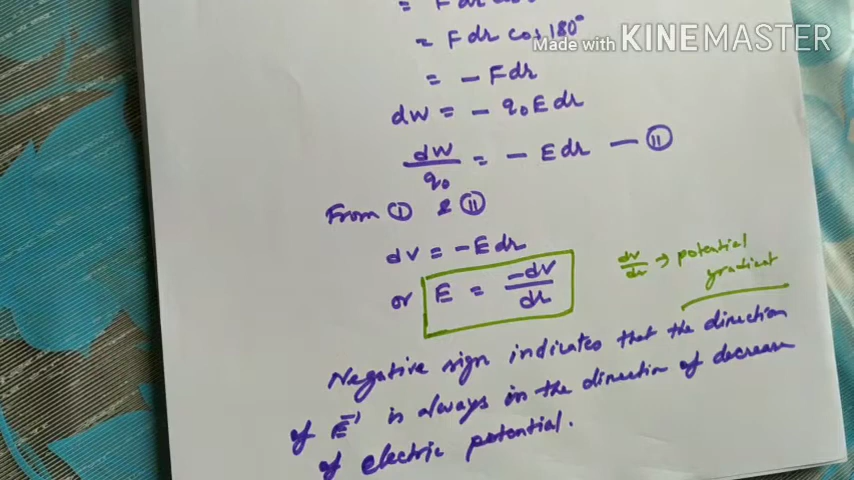 = F dr cos
= F dr cos 180°
Made with KINEMASTER
= - Fdr
dW = - q₀ E dr
dW/q₀ = - E dr — (II)
From (I) & (II)
dV = - E dr
or E = -dV/dr
dV/dr → potential
gradient
Negative sign indicates that the direction
of E⃗ is always in the direction of decrease
of electric potential.